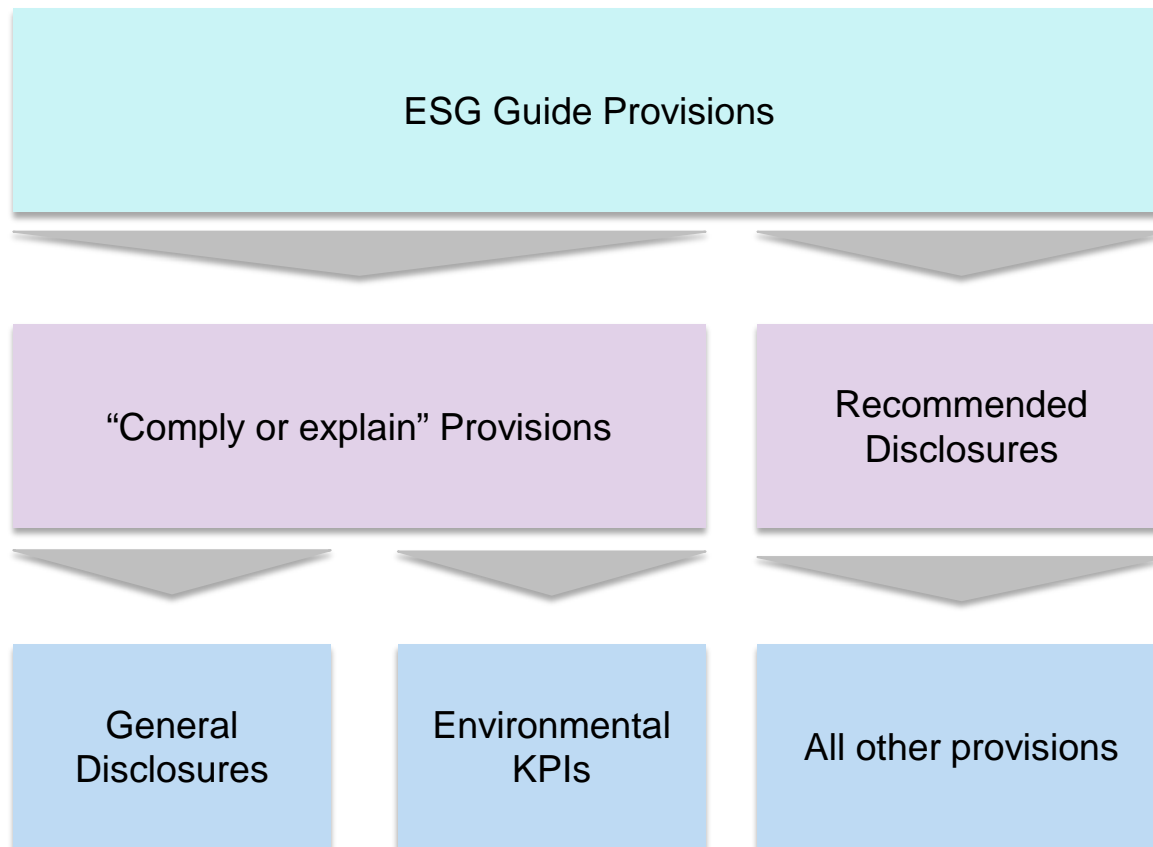 ESG Guide Provisions
“Comply or explain” Provisions
Recommended
Disclosures
General
Disclosures
Environmental
KPIs
All other provisions